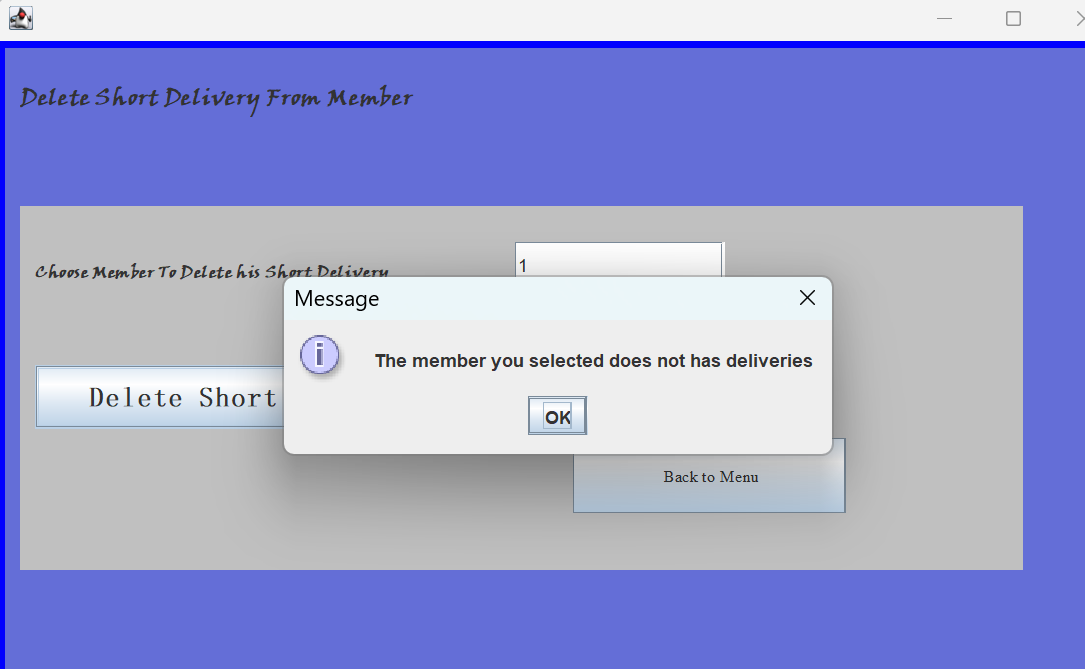 Delete Short Delivery From Member
Choose Member To Delete his Short Delivery
1
Message
i
The member you selected does not has deliveries
OK
Delete Short
Back to Menu